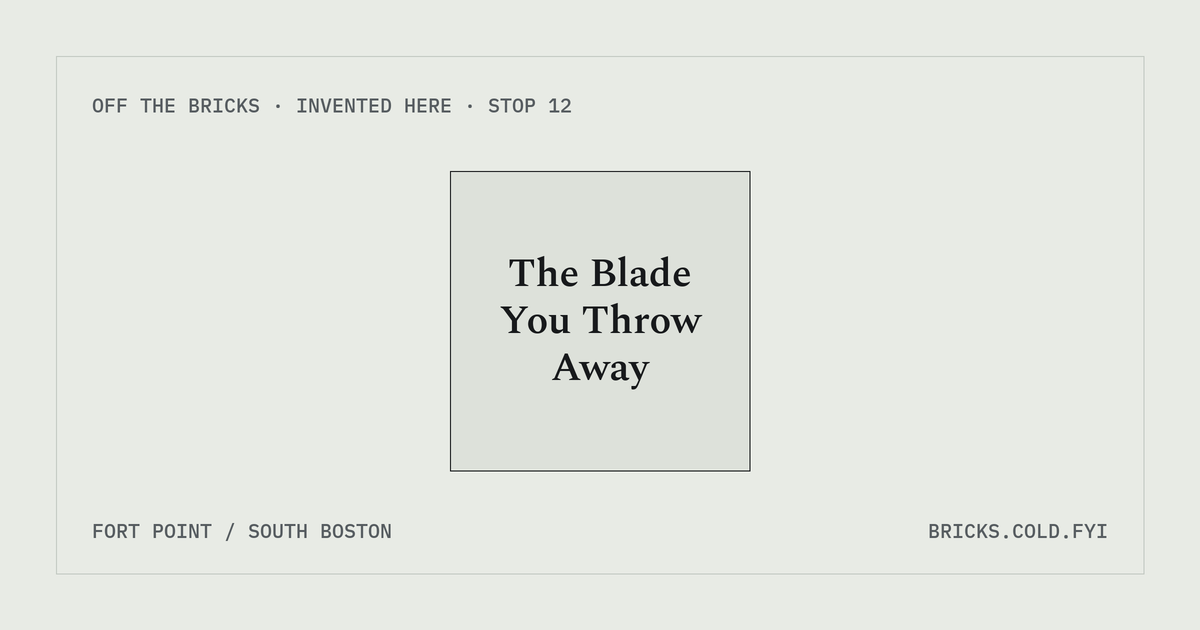 OFF THE BRICKS · INVENTED HERE · STOP 12
The Blade
You Throw
Away
FORT POINT / SOUTH BOSTON
BRICKS.COLD.FYI